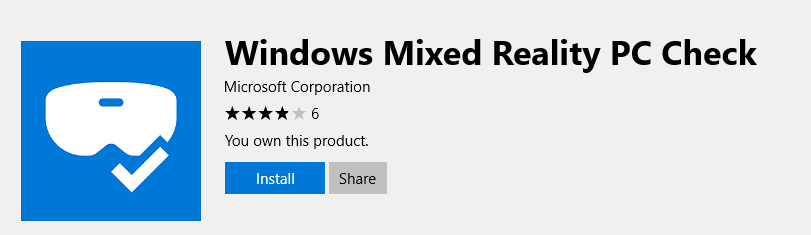 Windows Mixed Reality PC Check
Microsoft Corporation
6
You own this product.
Install Share